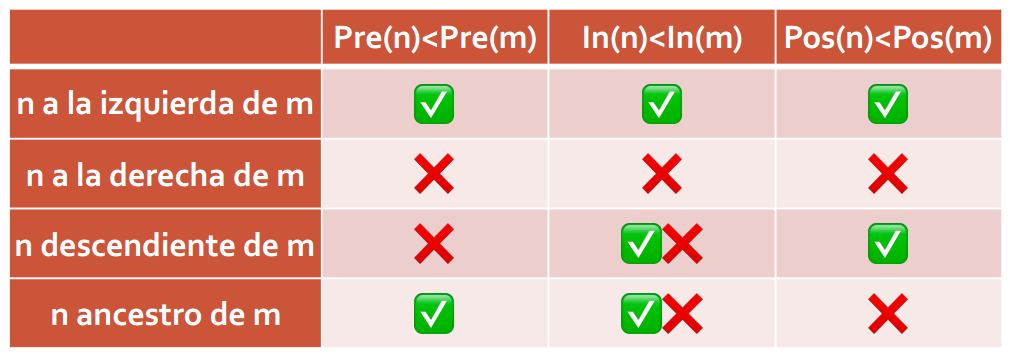 Pre(n)<Pre(m) In(n)<In(m) Pos(n)<Pos(m)
n a la izquierda de m ✅ ✅ ✅
n a la derecha de m ❌ ❌ ❌
n descendiente de m ❌ ✅❌ ✅
n ancestro de m ✅ ✅❌ ❌